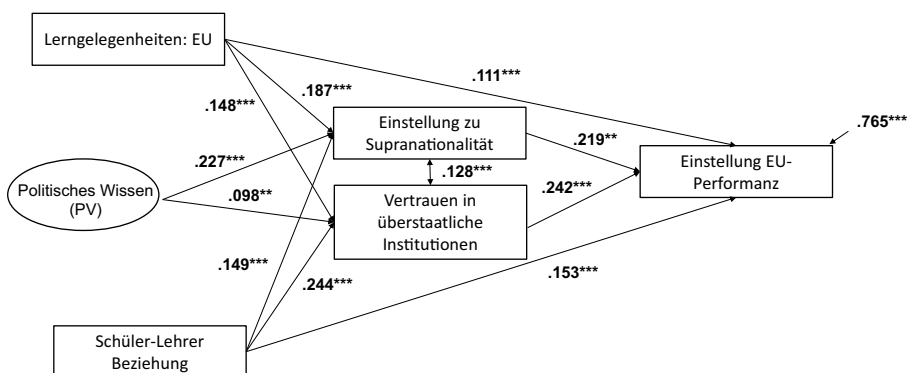 Lerngelegenheiten: EU
.111***
.187***
.148***
.765***
Einstellung zu
Supranationalität
.219**
.227***
Einstellung EU-
Performanz
.128***
Politisches Wissen
(PV)
.098**
.242***
Vertrauen in
überstaatliche
Institutionen
.149***
.244***
.153***
Schüler-Lehrer
Beziehung